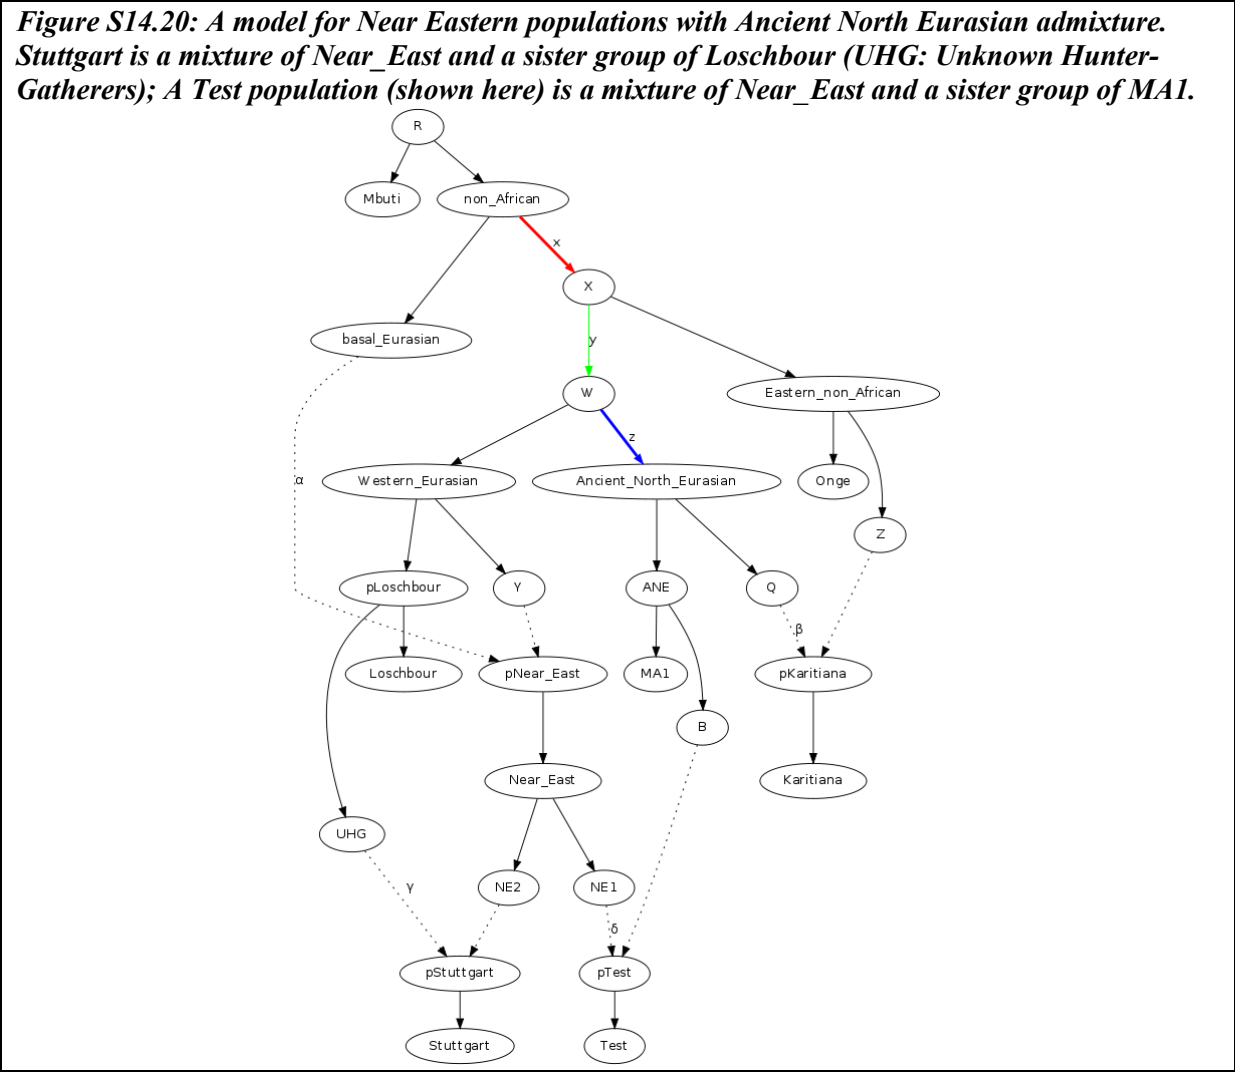 Figure S14.20: A model for Near Eastern populations with Ancient North Eurasian admixture.
Stuttgart is a mixture of Near_East and a sister group of Loschbour (UHG: Unknown Hunter-
Gatherers); A Test population (shown here) is a mixture of Near_East and a sister group of MA1.
R
Mbuti
non_African
x
X
basal_Eurasian
y
W
Eastern_non_African
z
α
Western_Eurasian
Ancient_North_Eurasian
Onge
Z
pLoschbour
Y
ANE
Q
β
Loschbour
pNear_East
MA1
pKaritiana
B
Near_East
Karitiana
UHG
γ
NE2
NE1
δ
pStuttgart
pTest
Stuttgart
Test